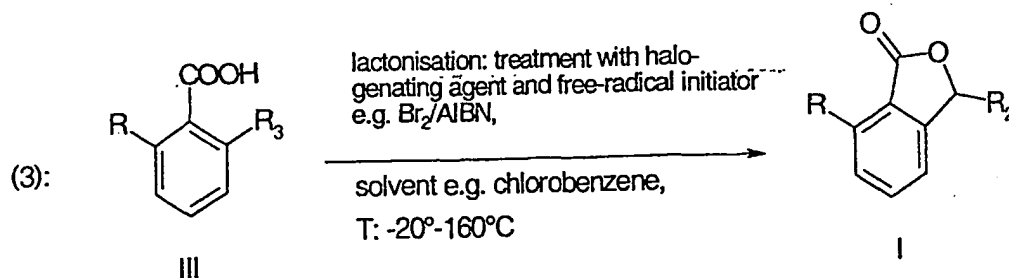 (3):
COOH
R
R3
III
lactonisation: treatment with halo-
genating agent and free-radical initiator
e.g. Br2/AIBN,
solvent e.g. chlorobenzene,
T: -20°-160°C
O
O
R
R2
I